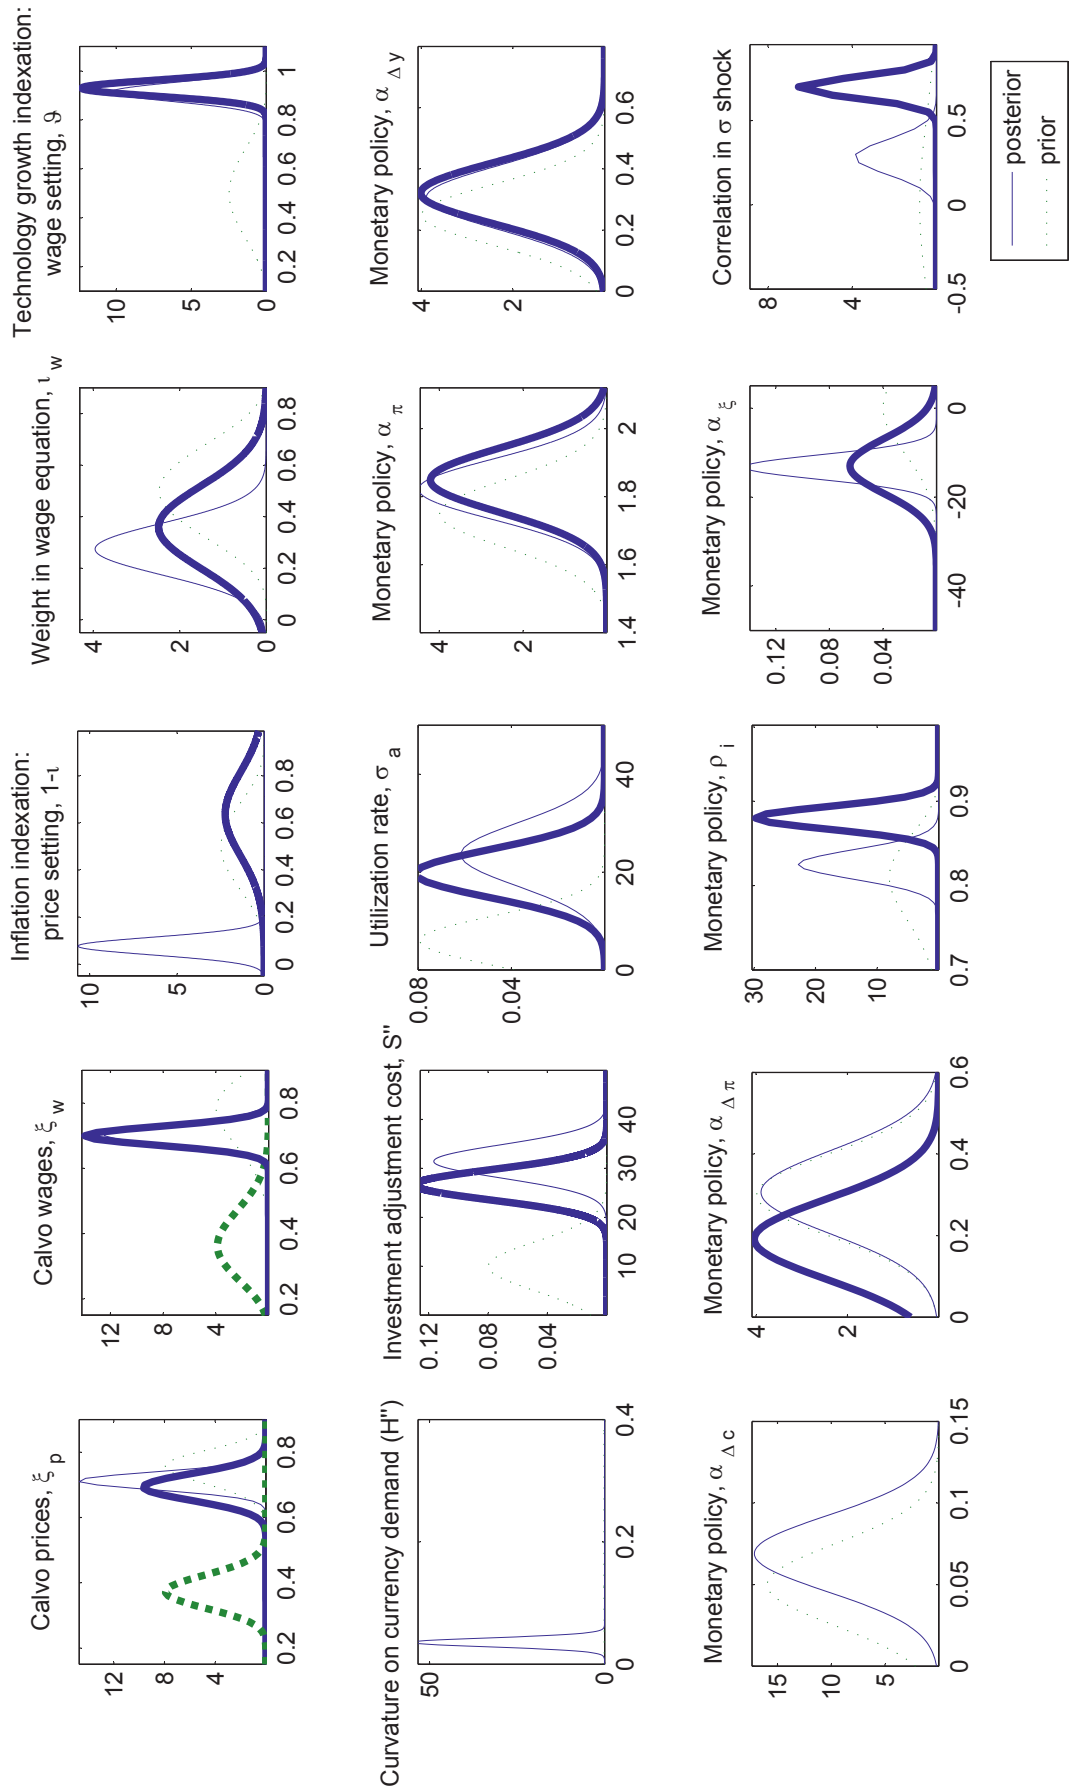 Calvo prices, ξ p
12
8
4
0.2 0.4 0.6 0.8
Calvo wages, ξ w
12
8
4
0.2 0.4 0.6 0.8
Inflation indexation:
price setting, 1-ι
10
5
0
0 0.2 0.4 0.6 0.8
Weight in wage equation, ι w
4
2
0
0 0.2 0.4 0.6 0.8
Technology growth indexation:
wage setting, ϑ
10
5
0
0.2 0.4 0.6 0.8 1
Curvature on currency demand (H")
50
0
0 0.2 0.4
Investment adjustment cost, S"
0.12
0.08
0.04
10 20 30 40
Utilization rate, σ a
0.08
0.04
0 20 40
Monetary policy, α π
4
2
1.4 1.6 1.8 2
Monetary policy, α Δ y
4
2
0 0.2 0.4 0.6
Monetary policy, α Δ c
15
10
5
0 0.05 0.1 0.15
Monetary policy, α Δ π
4
2
0 0.2 0.4 0.6
Monetary policy, ρ i
30
20
10
0.7 0.8 0.9
Monetary policy, α ξ
0.12
0.08
0.04
-40 -20 0
Correlation in σ shock
8
4
-0.5 0 0.5
posterior
prior